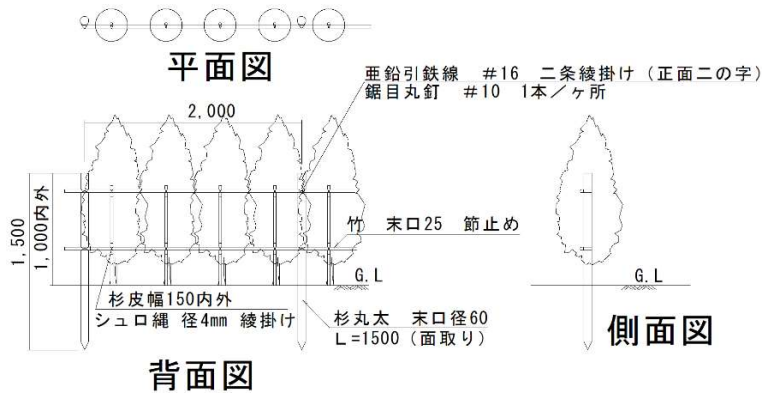 平面図
亜鉛引鉄線 #16 二条綾掛け（正面二の字）
鋸目丸釘 #10 1本／ヶ所
2,000
1,500
1,000内外
竹 末口25 節止め
G.L
G.L
杉皮幅150内外
シュロ縄 径4mm 綾掛け
杉丸太 末口径60
L=1500（面取り）
側面図
背面図